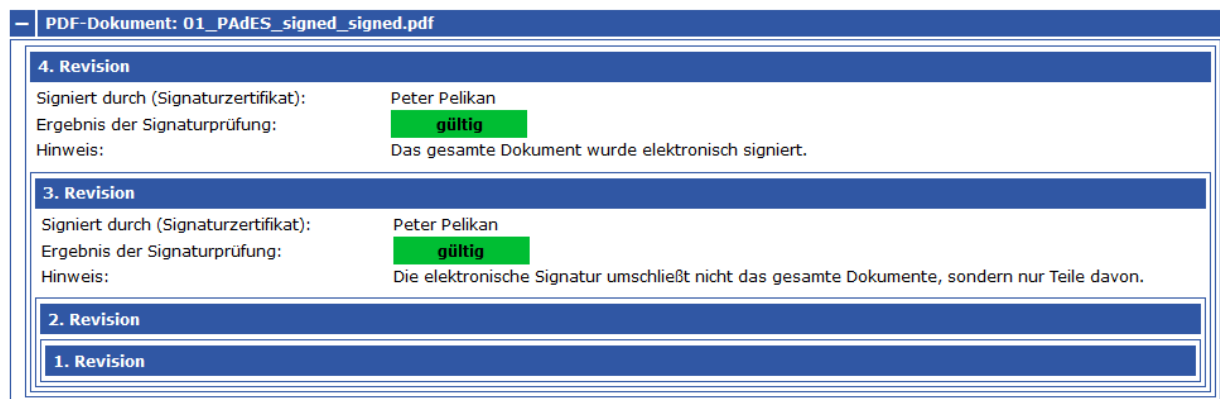 PDF-Dokument: 01_PAdES_signed_signed.pdf
4. Revision
Signiert durch (Signaturzertifikat): Peter Pelikan
Ergebnis der Signaturprüfung: gültig
Hinweis: Das gesamte Dokument wurde elektronisch signiert.
3. Revision
Signiert durch (Signaturzertifikat): Peter Pelikan
Ergebnis der Signaturprüfung: gültig
Hinweis: Die elektronische Signatur umschließt nicht das gesamte Dokumente, sondern nur Teile davon.
2. Revision
1. Revision